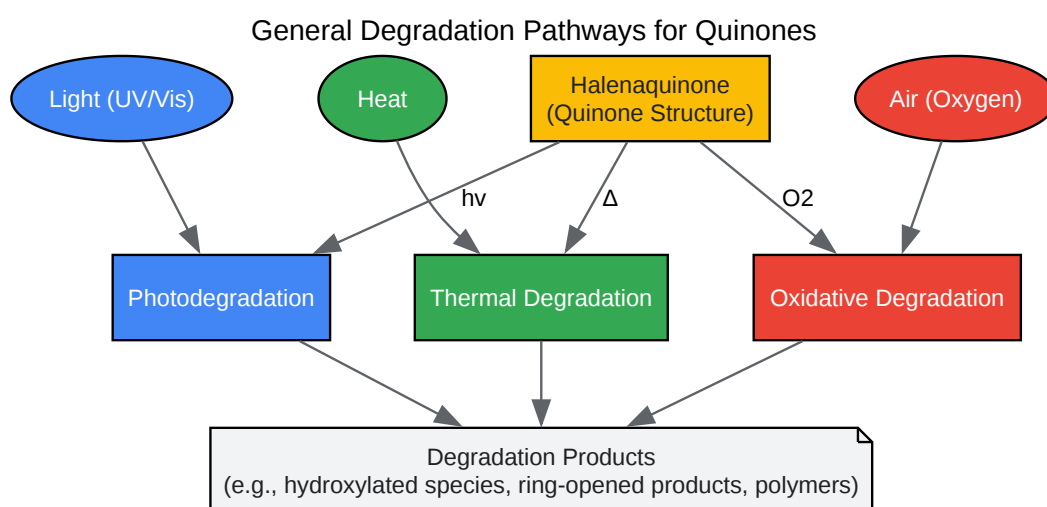 General Degradation Pathways for Quinones
Light (UV/Vis)
Heat
Halenaquinone
(Quinone Structure)
Air (Oxygen)
hν
Δ
O2
Photodegradation
Thermal Degradation
Oxidative Degradation
Degradation Products
(e.g., hydroxylated species, ring-opened products, polymers)